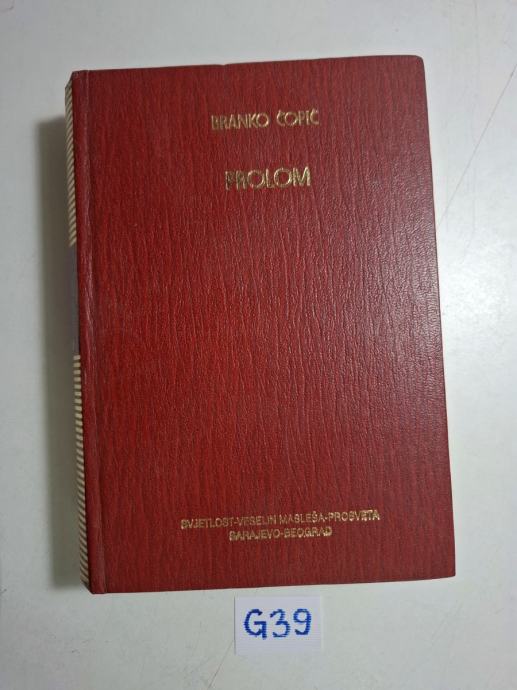 BRANKO ĆOPIĆ
PROLOM
SVJETLOST-VESELIN MASLEŠA-PROSVETA
SARAJEVO-BEOGRAD
G39